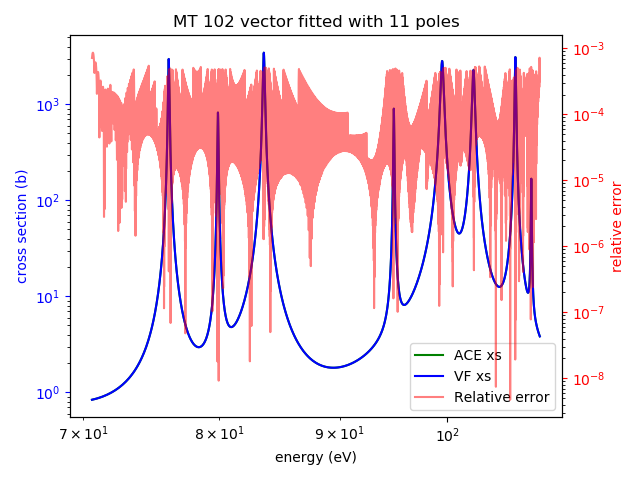 MT 102 vector fitted with 11 poles
10³
10²
10¹
10⁰
cross section (b)
10⁻³
10⁻⁴
10⁻⁵
10⁻⁶
10⁻⁷
10⁻⁸
relative error
ACE xs
VF xs
Relative error
7 × 10¹
8 × 10¹
9 × 10¹
10²
energy (eV)